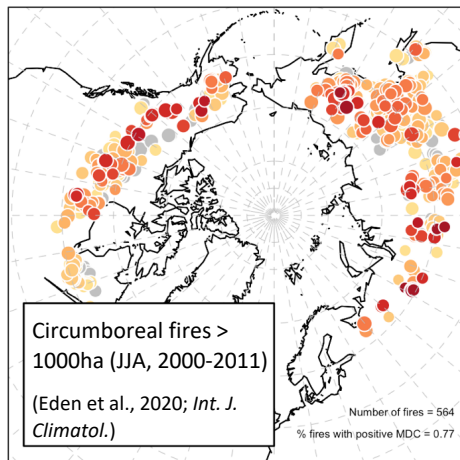 Circumboreal fires >
1000ha (JJA, 2000-2011)
(Eden et al., 2020; Int. J.
Climatol.)
Number of fires = 564
% fires with positive MDC = 0.77